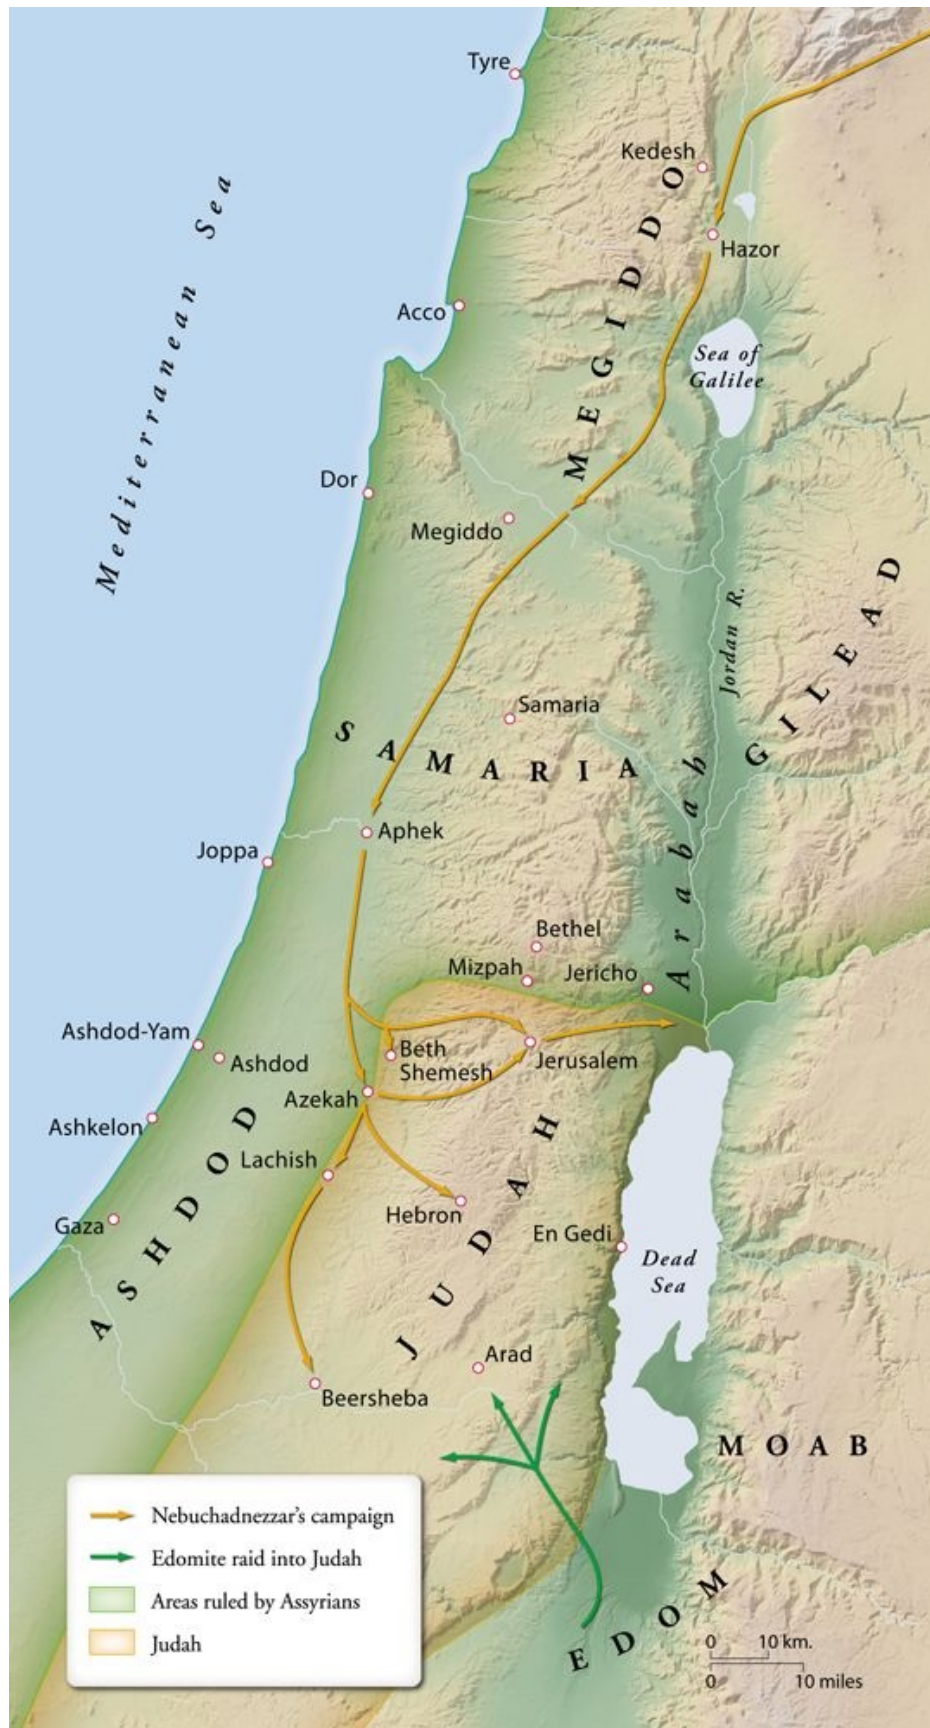 Tyre
Kedesh
Hazor
MEGIDDO
Mediterranean Sea
Acco
Sea of
Galilee
Dor
Megiddo
GILEAD
Jordan R.
Samaria
SAMARIA
Arabah
Aphek
Joppa
Bethel
Mizpah
Jericho
Ashdod-Yam
Ashdod
Beth
Shemesh
Jerusalem
Azekah
Ashkelon
ASHDOD
Lachish
JUDAH
Hebron
Gaza
En Gedi
Dead
Sea
Arad
Beersheba
MOAB
Nebuchadnezzar's campaign
Edomite raid into Judah
Areas ruled by Assyrians
Judah
EDOM
0 10 km.
0 10 miles